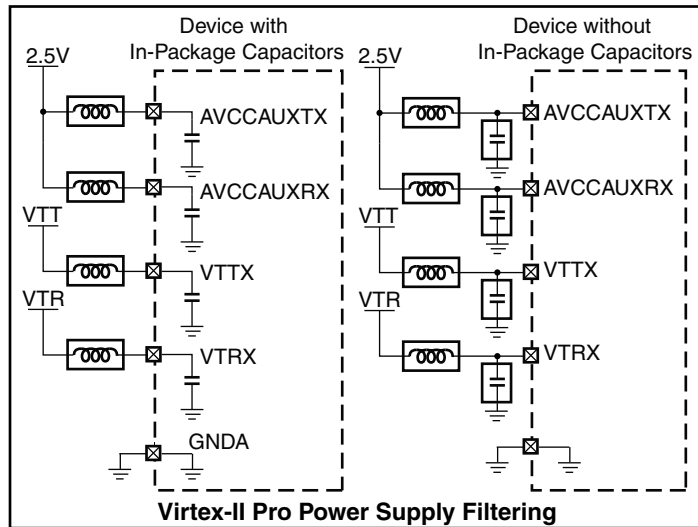 Device with
In-Package Capacitors
2.5V
AVCCAUXTX
AVCCAUXRX
VTT
VTTX
VTR
VTRX
GNDA
Device without
In-Package Capacitors
2.5V
AVCCAUXTX
AVCCAUXRX
VTT
VTTX
VTR
VTRX
Virtex-II Pro Power Supply Filtering